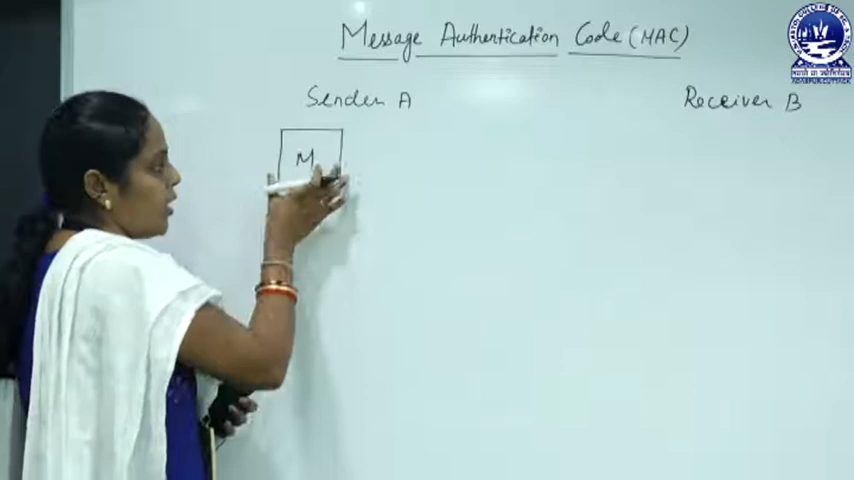 Message Authentication Code (MAC)
Sender A
Receiver B
M